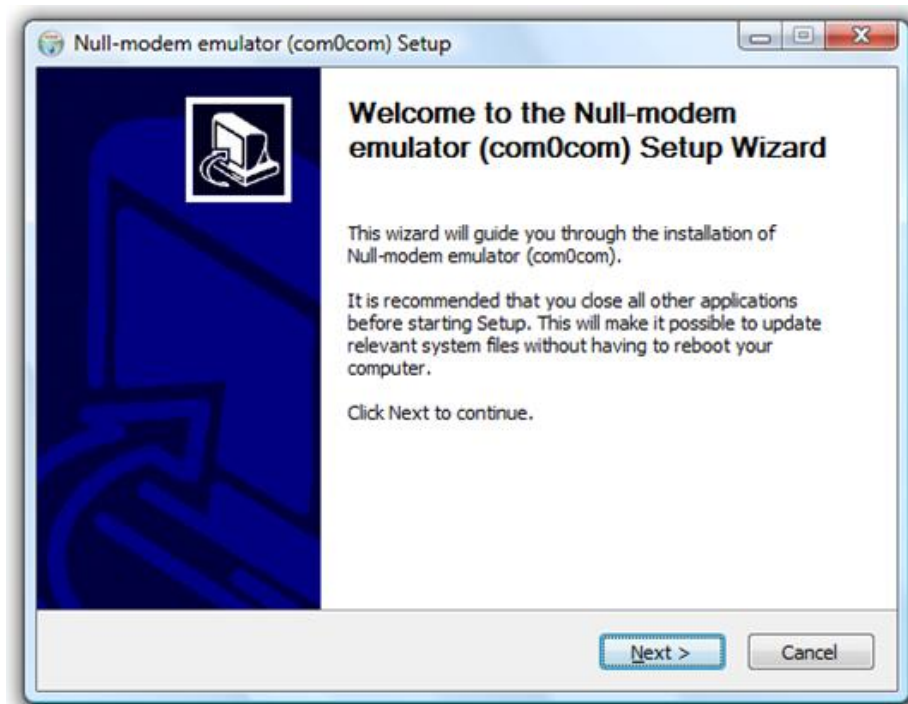 Null-modem emulator (com0com) Setup
Welcome to the Null-modem
emulator (com0com) Setup Wizard
This wizard will guide you through the installation of
Null-modem emulator (com0com).
It is recommended that you close all other applications
before starting Setup. This will make it possible to update
relevant system files without having to reboot your
computer.
Click Next to continue.
Next >
Cancel